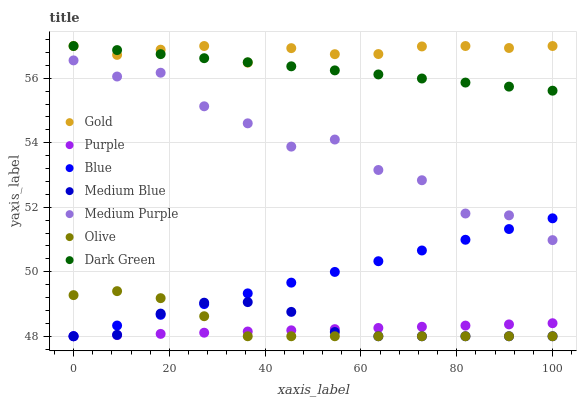 title
yaxis_label
56
54
52
50
48
Gold
Purple
Blue
Medium Blue
Medium Purple
Olive
Dark Green
0 20 40 60 80 100
xaxis_label